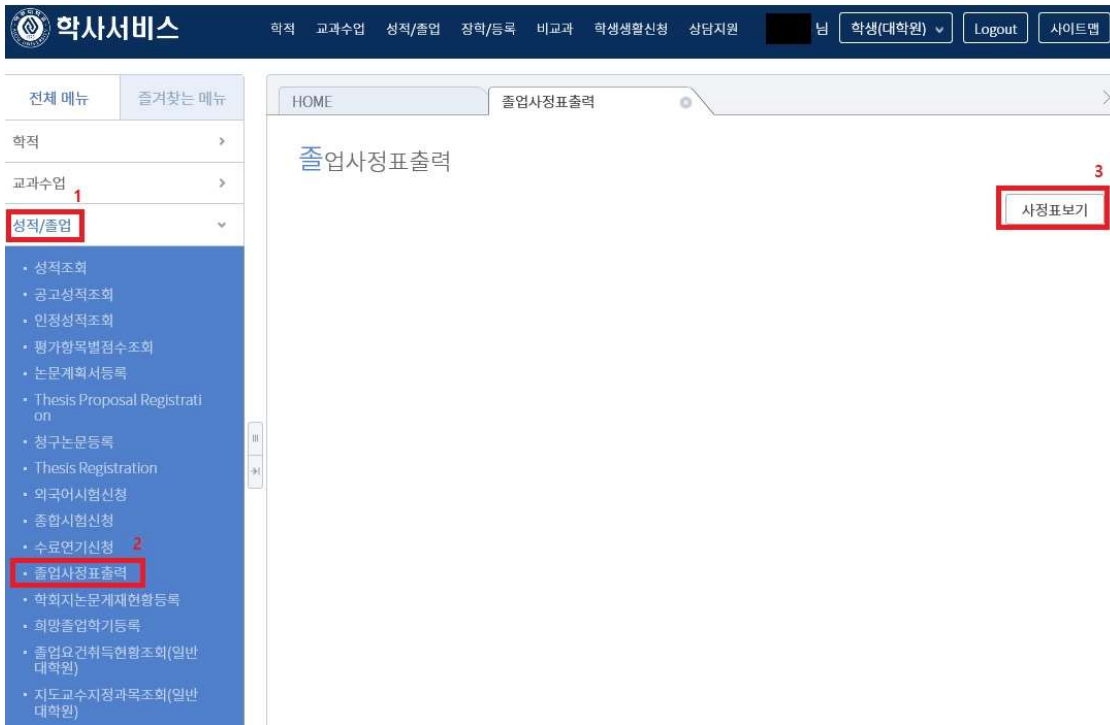 학사서비스
학적 교과수업 성적/졸업 장학/등록 비교과 학생생활신청 상담지원 님 학생(대학원) Logout 사이트맵
전체 메뉴 즐겨찾는 메뉴
HOME 졸업사정표출력
학적
졸업사정표출력
교과수업
1
3
성적/졸업
사정표보기
• 성적조회
• 공고성적조회
• 인정성적조회
• 평가항목별점수조회
• 논문계획서등록
• Thesis Proposal Registrati
on
• 청구논문등록
• Thesis Registration
• 외국어시험신청
• 종합시험신청
• 수료연기신청 2
• 졸업사정표출력
• 학회지논문게재현황등록
• 희망졸업학기등록
• 졸업요건취득현황조회(일반
대학원)
• 지도교수지정과목조회(일반
대학원)